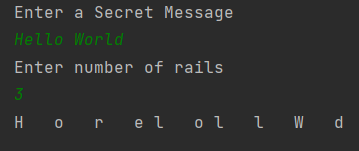 Enter a Secret Message
Hello World
Enter number of rails
3
H   o   r   e l   o l   l   W   d